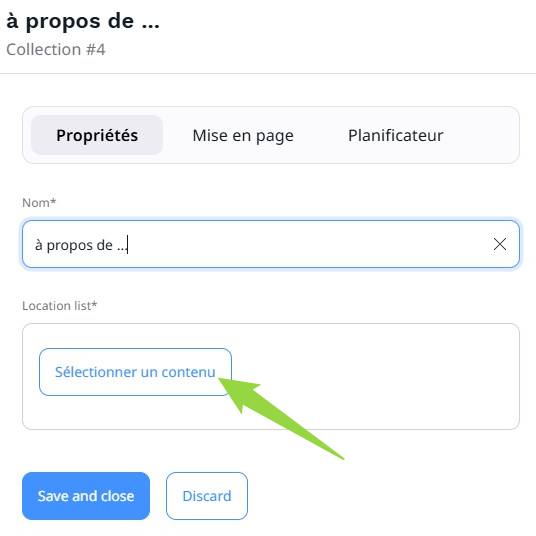 à propos de ...
Collection #4
Propriétés Mise en page Planificateur
Nom*
à propos de ...
Location list*
Sélectionner un contenu
Save and close Discard